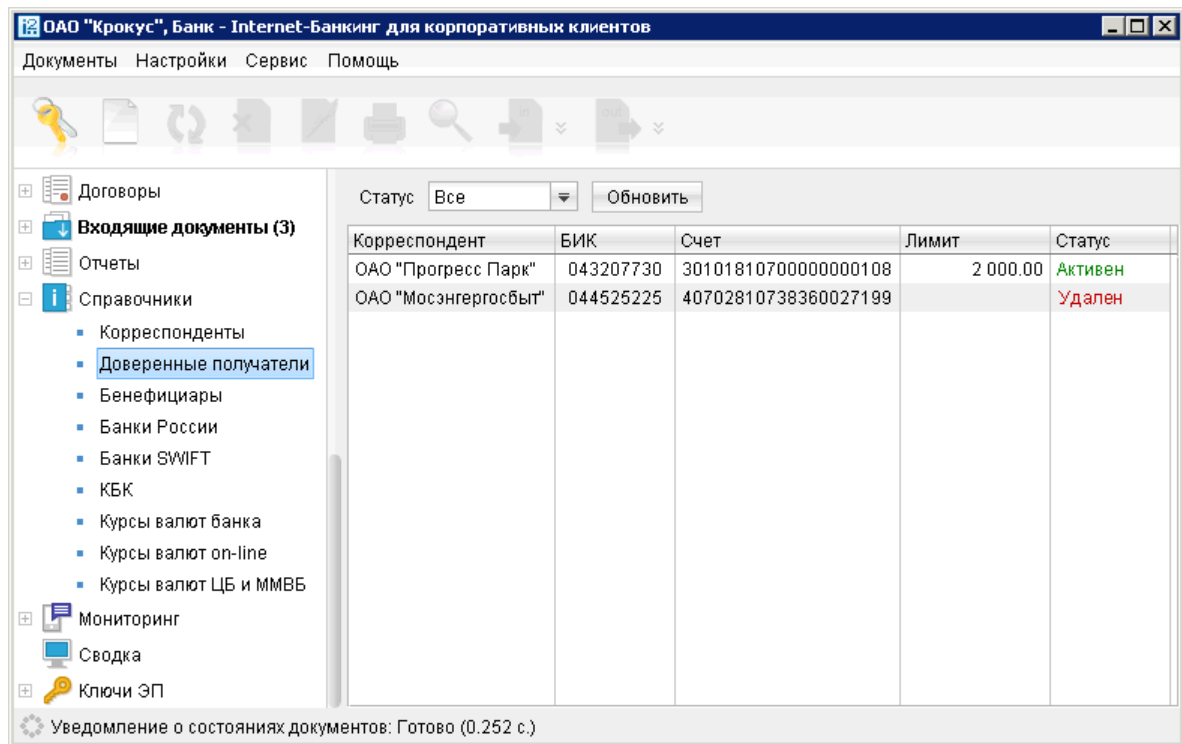 ОАО "Крокус", Банк - Internet-Банкинг для корпоративных клиентов
Документы Настройки Сервис Помощь
in out
Договоры
Входящие документы (3)
Отчеты
Справочники
Корреспонденты
Доверенные получатели
Бенефициары
Банки России
Банки SWIFT
КБК
Курсы валют банка
Курсы валют on-line
Курсы валют ЦБ и ММВБ
Мониторинг
Сводка
Ключи ЭП
Статус Все Обновить
Корреспондент БИК Счет Лимит Статус
ОАО "Прогресс Парк" 043207730 30101810700000000108 2 000.00 Активен
ОАО "Мосэнгергосбыт" 044525225 40702810738360027199 Удален
Уведомление о состояниях документов: Готово (0.252 с.)